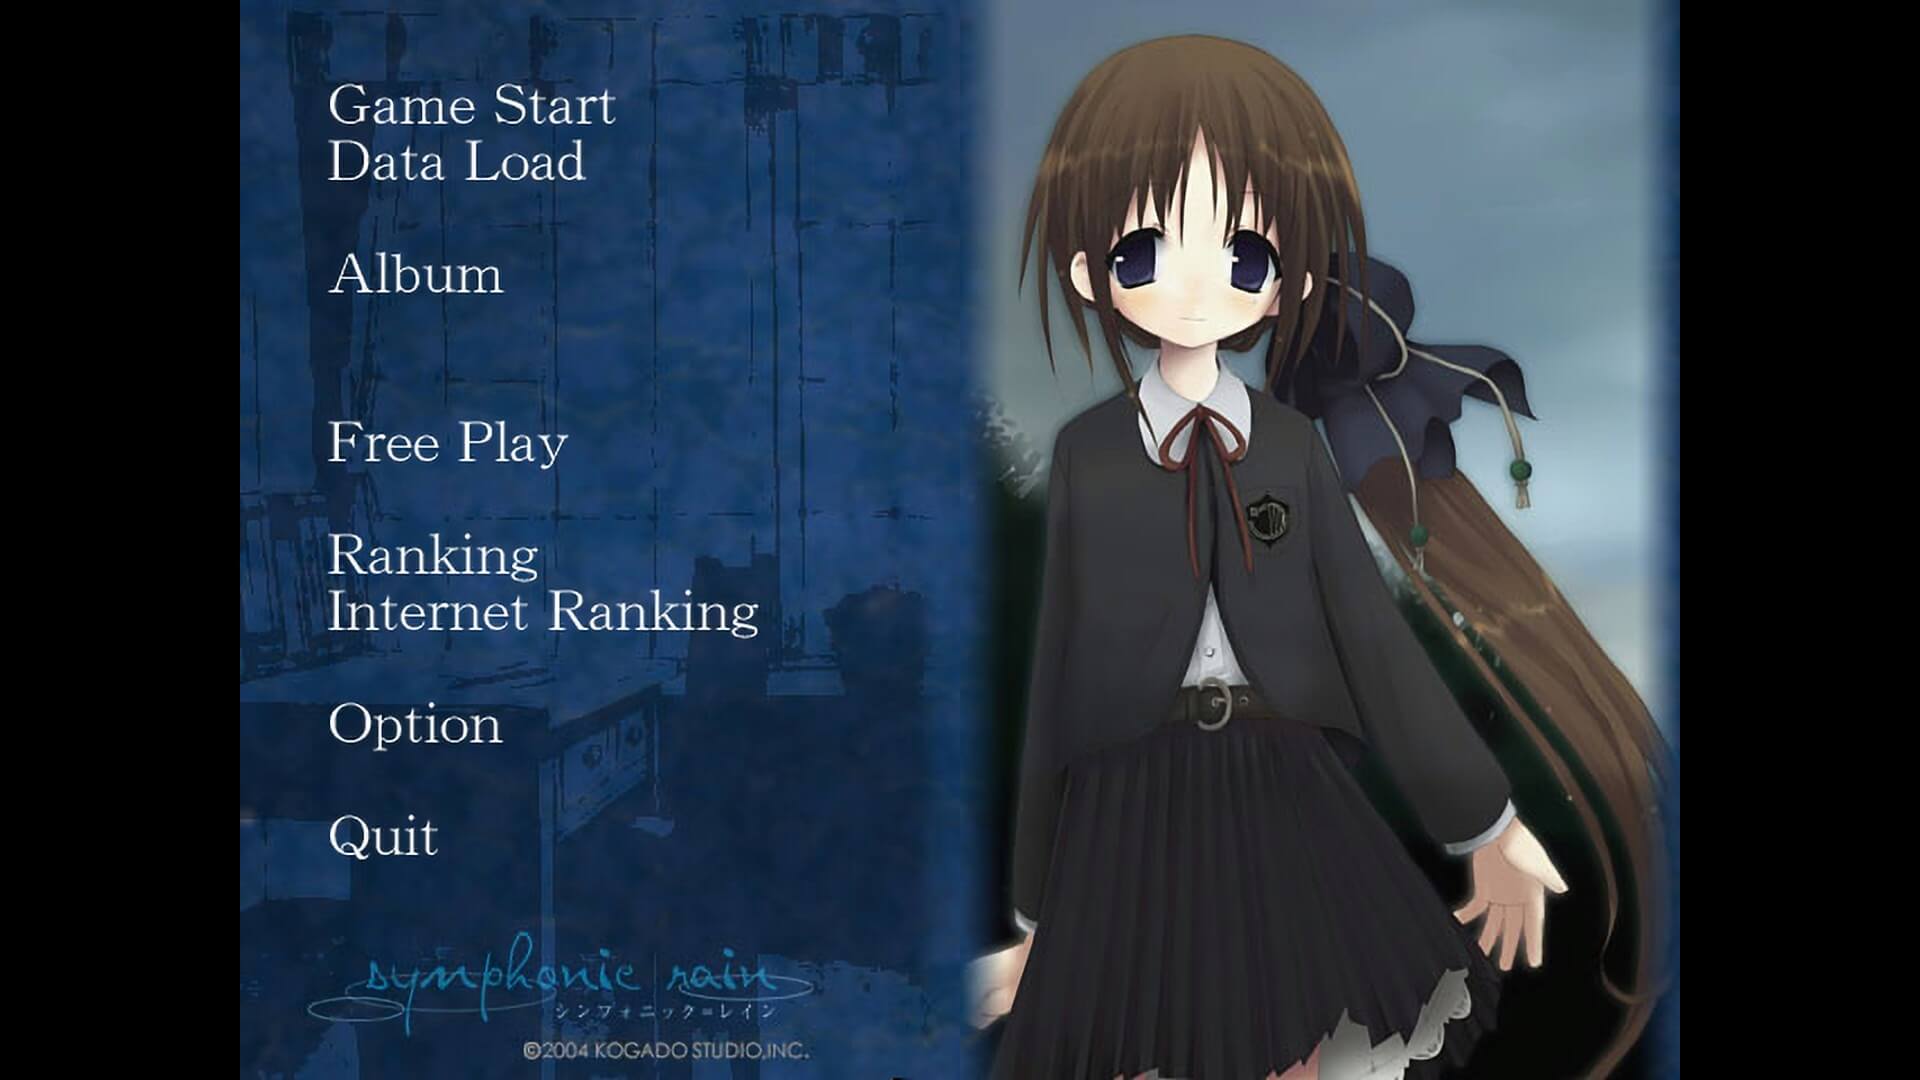 Game Start
Data Load
Album
Free Play
Ranking
Internet Ranking
Option
Quit
symphonic rain
シンフォニック=レイン
©2004 KOGADO STUDIO,INC.